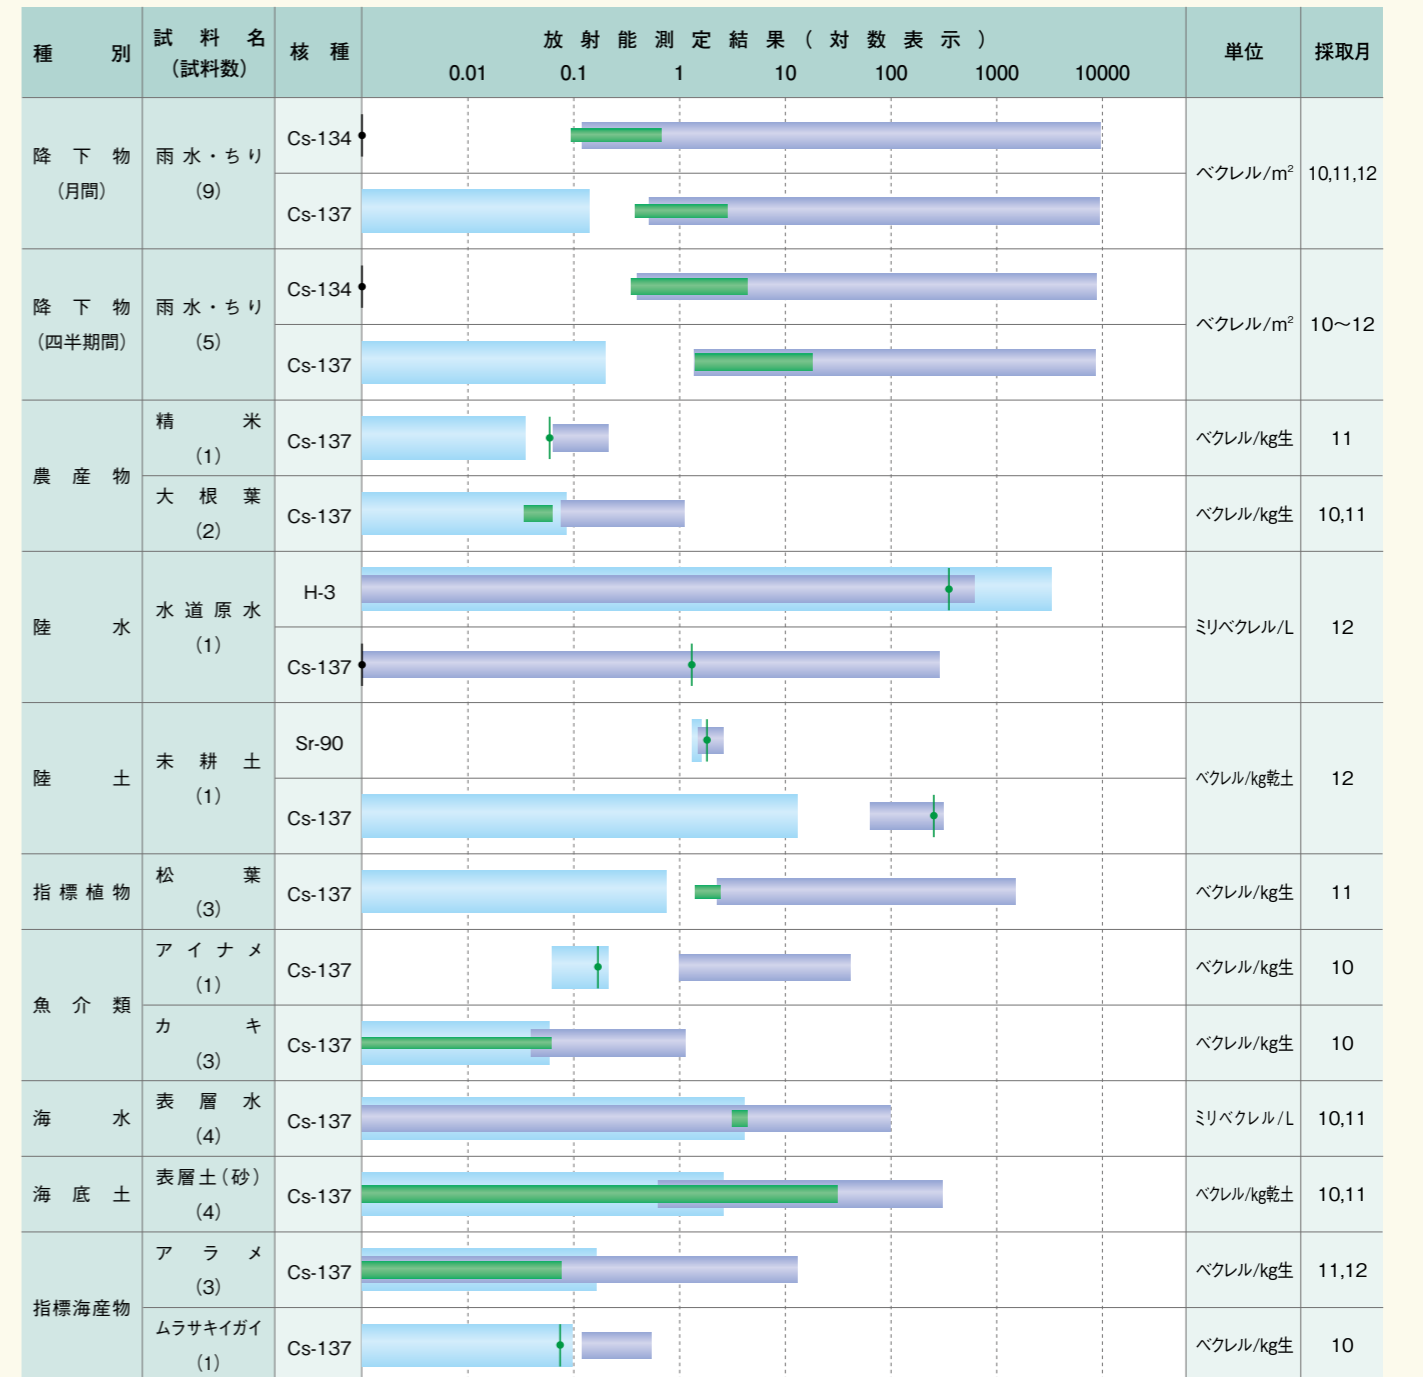 種別 試料名 核種 放射能測定結果(対数表示) 単位 採取月
(試料数)
0.01 0.1 1 10 100 1000 10000
降下物 雨水・ちり Cs-134 ベクレル/m² 10,11,12
(月間) (9)
Cs-137
降下物 雨水・ちり Cs-134 ベクレル/m² 10〜12
(四半期間) (5)
Cs-137
農産物 精米 Cs-137 ベクレル/kg生 11
(1)
大根葉 Cs-137 ベクレル/kg生 10,11
(2)
陸水 水道原水 H-3 ミリベクレル/L 12
(1)
Cs-137
陸土 未耕土 Sr-90 ベクレル/kg乾土 12
(1)
Cs-137
指標植物 松葉 Cs-137 ベクレル/kg生 11
(3)
魚介類 アイナメ Cs-137 ベクレル/kg生 10
(1)
カキ Cs-137 ベクレル/kg生 10
(3)
海水 表層水 Cs-137 ミリベクレル/L 10,11
(4)
海底土 表層土(砂) Cs-137 ベクレル/kg乾土 10,11
(4)
指標海産物 アラメ Cs-137 ベクレル/kg生 11,12
(3)
ムラサキイガイ Cs-137 ベクレル/kg生 10
(1)